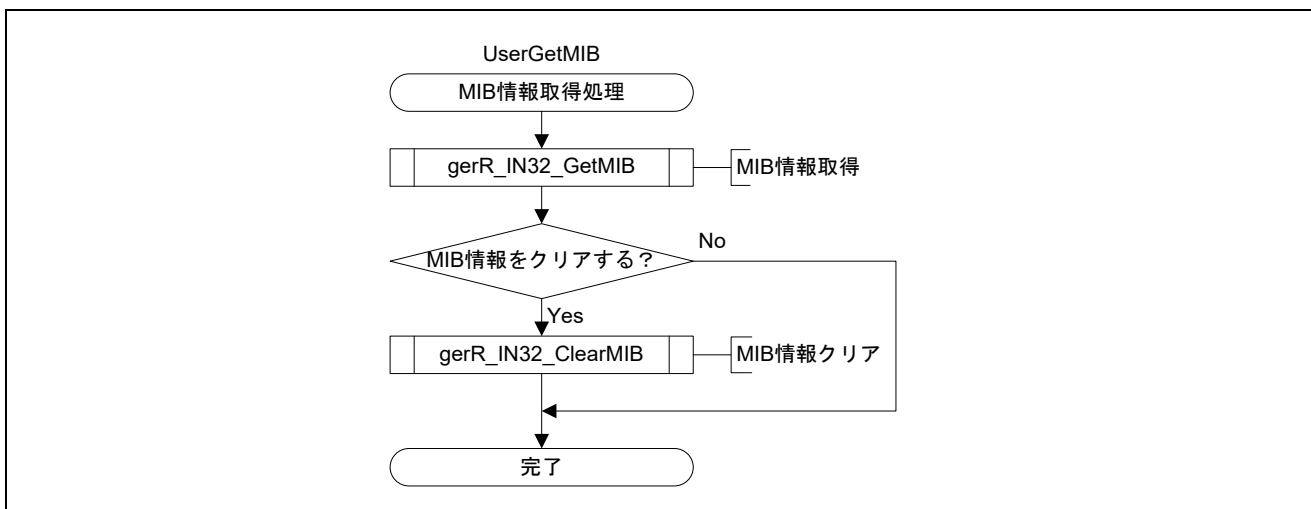 UserGetMIB
MIB情報取得処理
gerR_IN32_GetMIB
MIB情報取得
MIB情報をクリアする？
No
Yes
gerR_IN32_ClearMIB
MIB情報クリア
完了